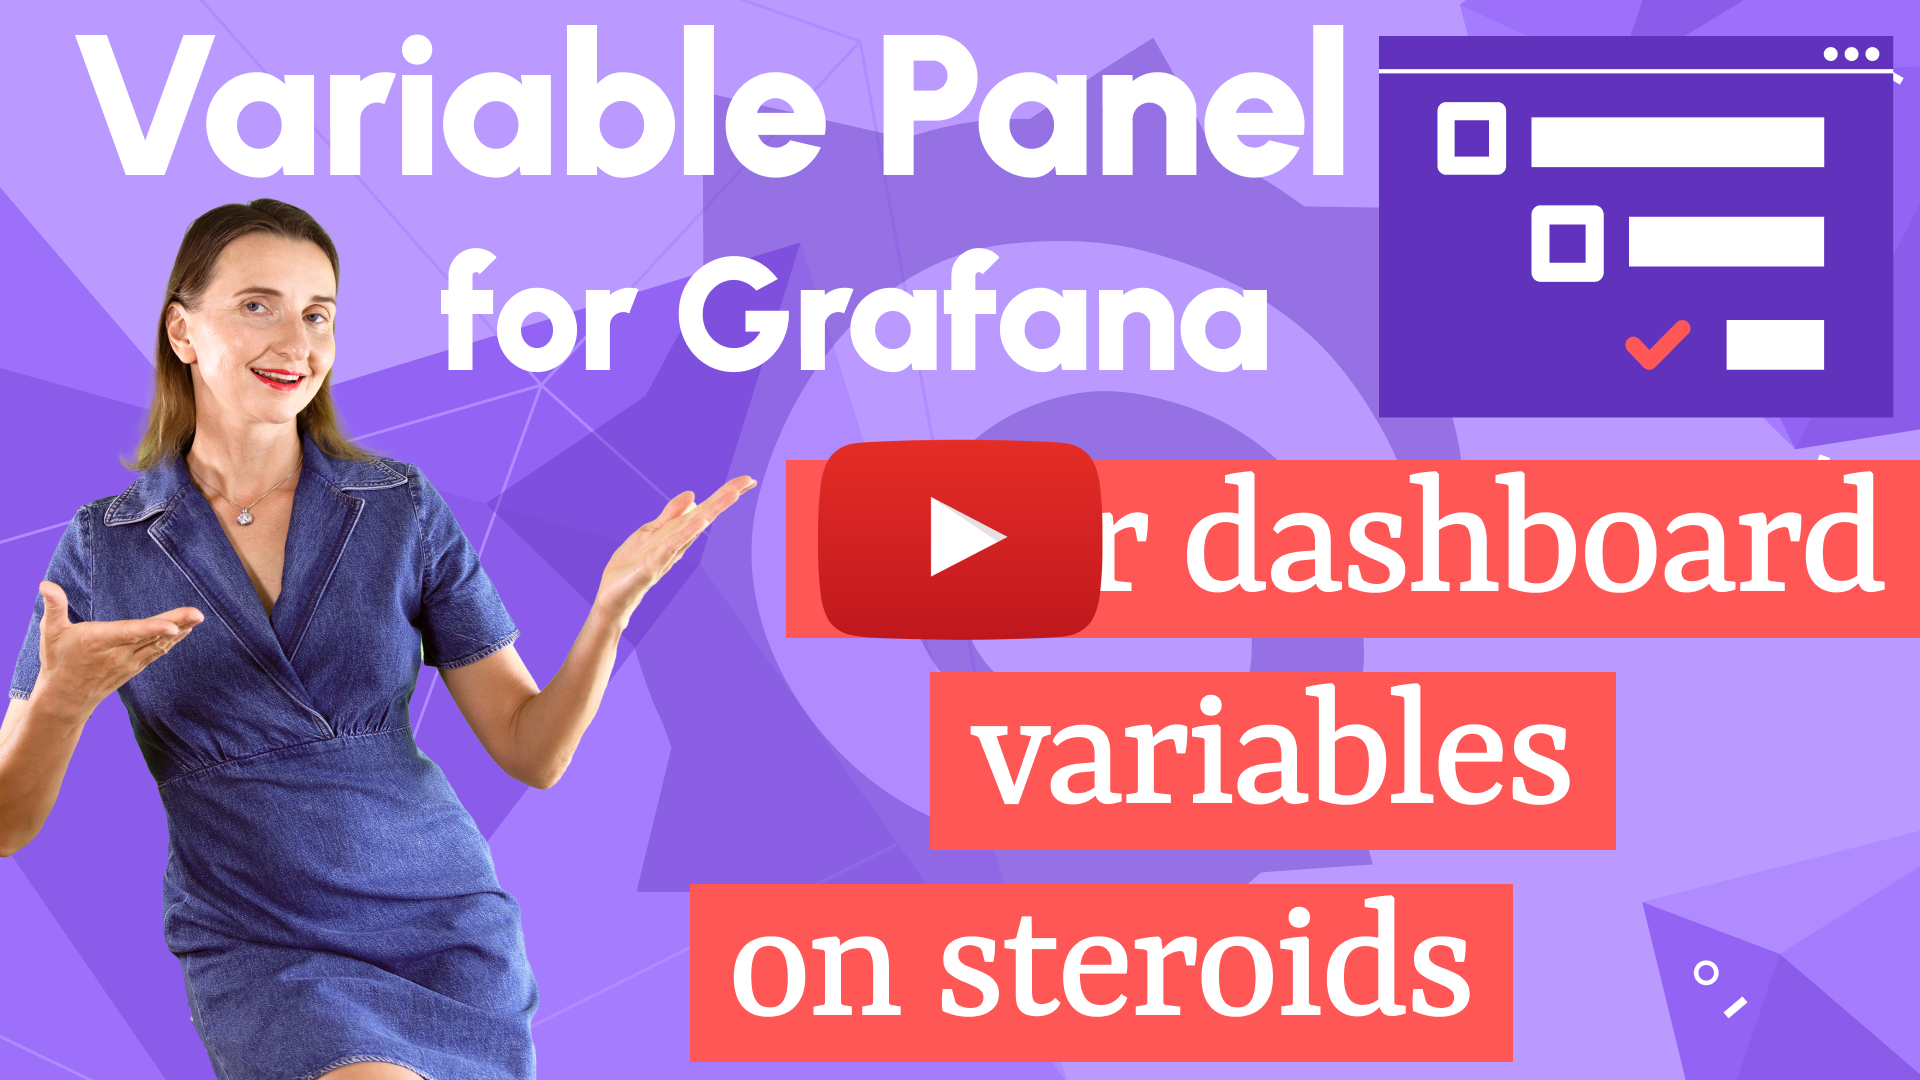 Variable Panel
for Grafana
dashboard
variables
on steroids